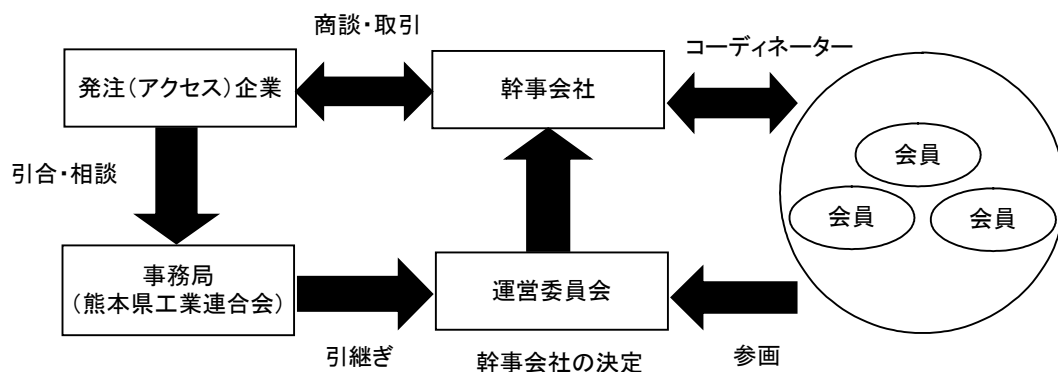 商談・取引
コーディネーター
発注(アクセス)企業
幹事会社
引合・相談
会員
会員
会員
事務局
(熊本県工業連合会)
運営委員会
引継ぎ
幹事会社の決定
参画